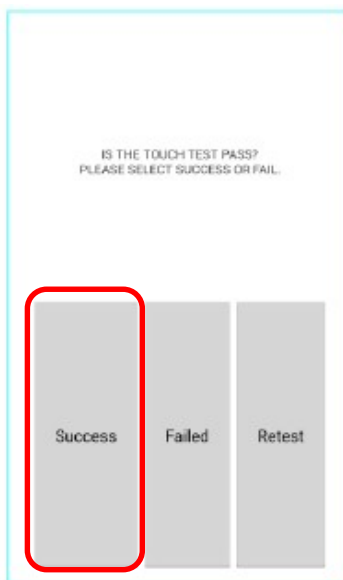 IS THE TOUCH TEST PASS?
PLEASE SELECT SUCCESS OR FAIL.
Success
Failed
Retest